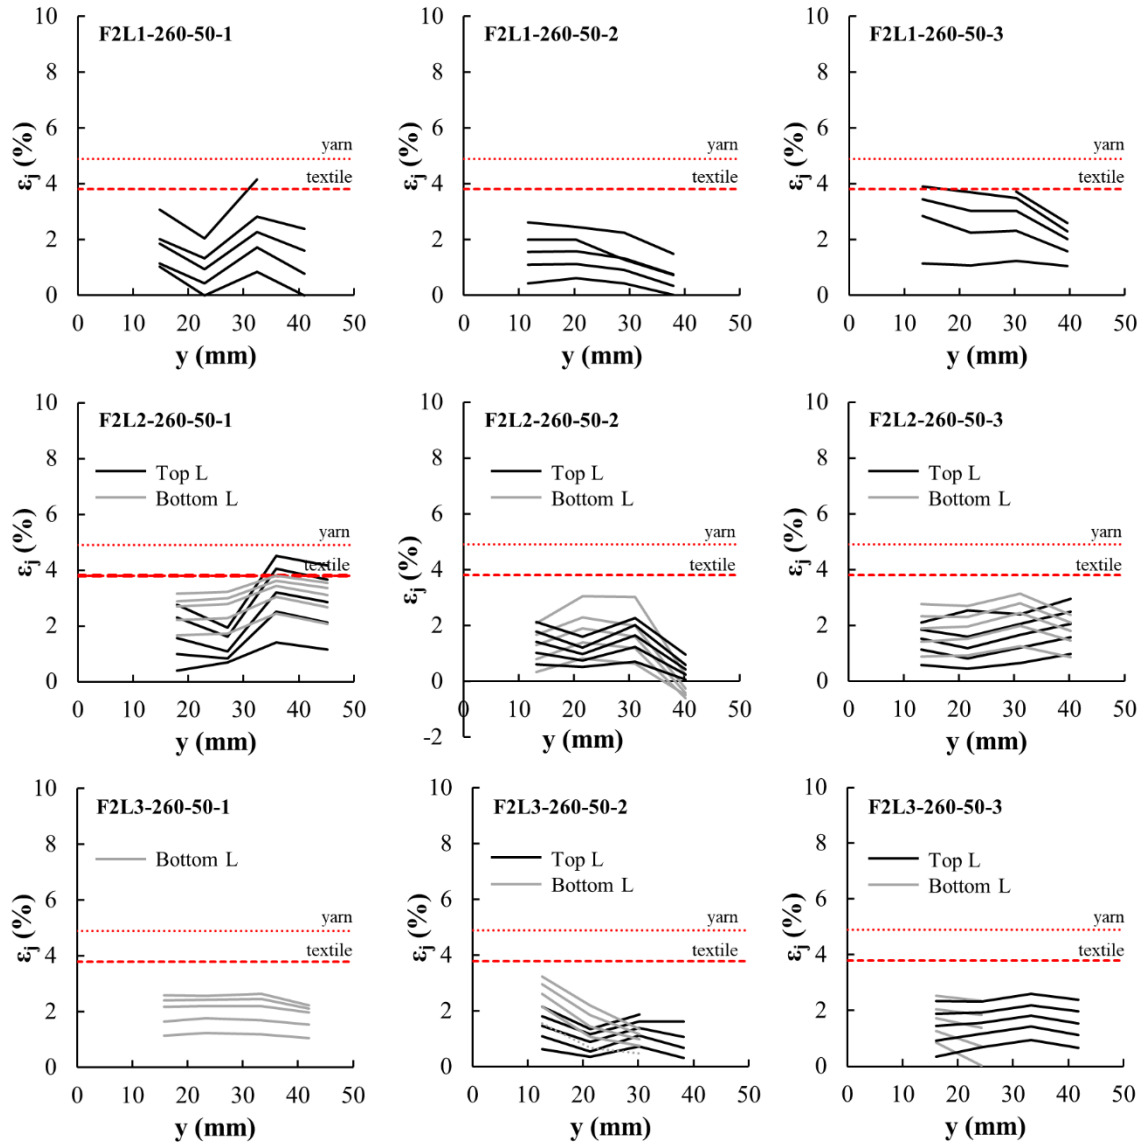 F2L1-260-50-1
10
8
6
4
2
0
0 10 20 30 40 50
εj (%)
y (mm)
yarn
textile
F2L1-260-50-2
10
8
6
4
2
0
0 10 20 30 40 50
εj (%)
y (mm)
yarn
textile
F2L1-260-50-3
10
8
6
4
2
0
0 10 20 30 40 50
εj (%)
y (mm)
yarn
textile
F2L2-260-50-1
Top L
Bottom L
10
8
6
4
2
0
0 10 20 30 40 50
εj (%)
y (mm)
yarn
textile
F2L2-260-50-2
Top L
Bottom L
10
8
6
4
2
0
-2
0 10 20 30 40 50
εj (%)
y (mm)
yarn
textile
F2L2-260-50-3
Top L
Bottom L
10
8
6
4
2
0
0 10 20 30 40 50
εj (%)
y (mm)
yarn
textile
F2L3-260-50-1
Bottom L
10
8
6
4
2
0
0 10 20 30 40 50
εj (%)
y (mm)
yarn
textile
F2L3-260-50-2
Top L
Bottom L
10
8
6
4
2
0
0 10 20 30 40 50
εj (%)
y (mm)
yarn
textile
F2L3-260-50-3
Top L
Bottom L
10
8
6
4
2
0
0 10 20 30 40 50
εj (%)
y (mm)
yarn
textile